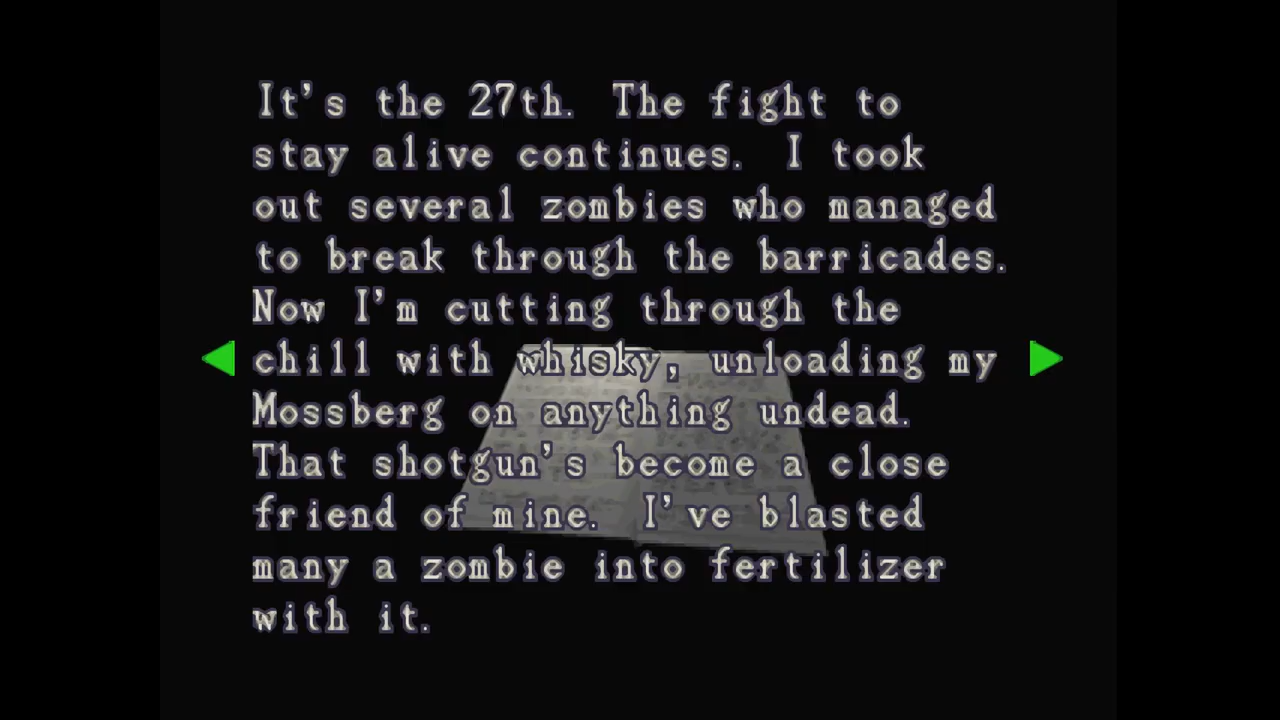 It's the 27th. The fight to
stay alive continues. I took
out several zombies who managed
to break through the barricades.
Now I'm cutting through the
chill with whisky, unloading my
Mossberg on anything undead.
That shotgun's become a close
friend of mine. I've blasted
many a zombie into fertilizer
with it.